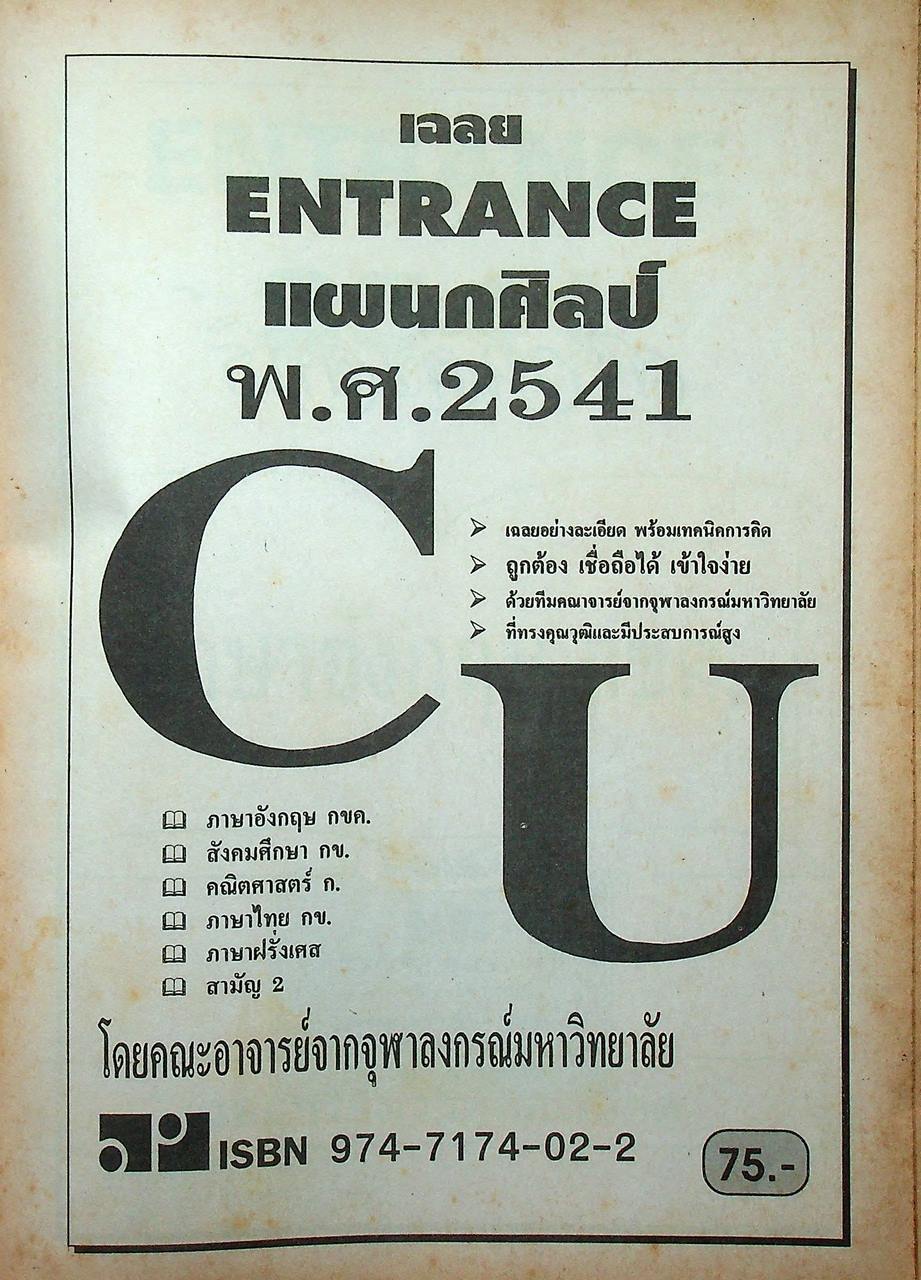 เฉลย
ENTRANCE
แผนกศิลป์
พ.ศ.2541
CU
เฉลยอย่างละเอียด พร้อมเทคนิคการคิด
ถูกต้อง เชื่อถือได้ เข้าใจง่าย
ด้วยทีมคณาจารย์จากจุฬาลงกรณ์มหาวิทยาลัย
ที่ทรงคุณวุฒิและมีประสบการณ์สูง
ภาษาอังกฤษ กขค.
สังคมศึกษา กข.
คณิตศาสตร์ ก.
ภาษาไทย กข.
ภาษาฝรั่งเศส
สามัญ 2
โดยคณะอาจารย์จากจุฬาลงกรณ์มหาวิทยาลัย
ISBN 974-7174-02-2
75.-